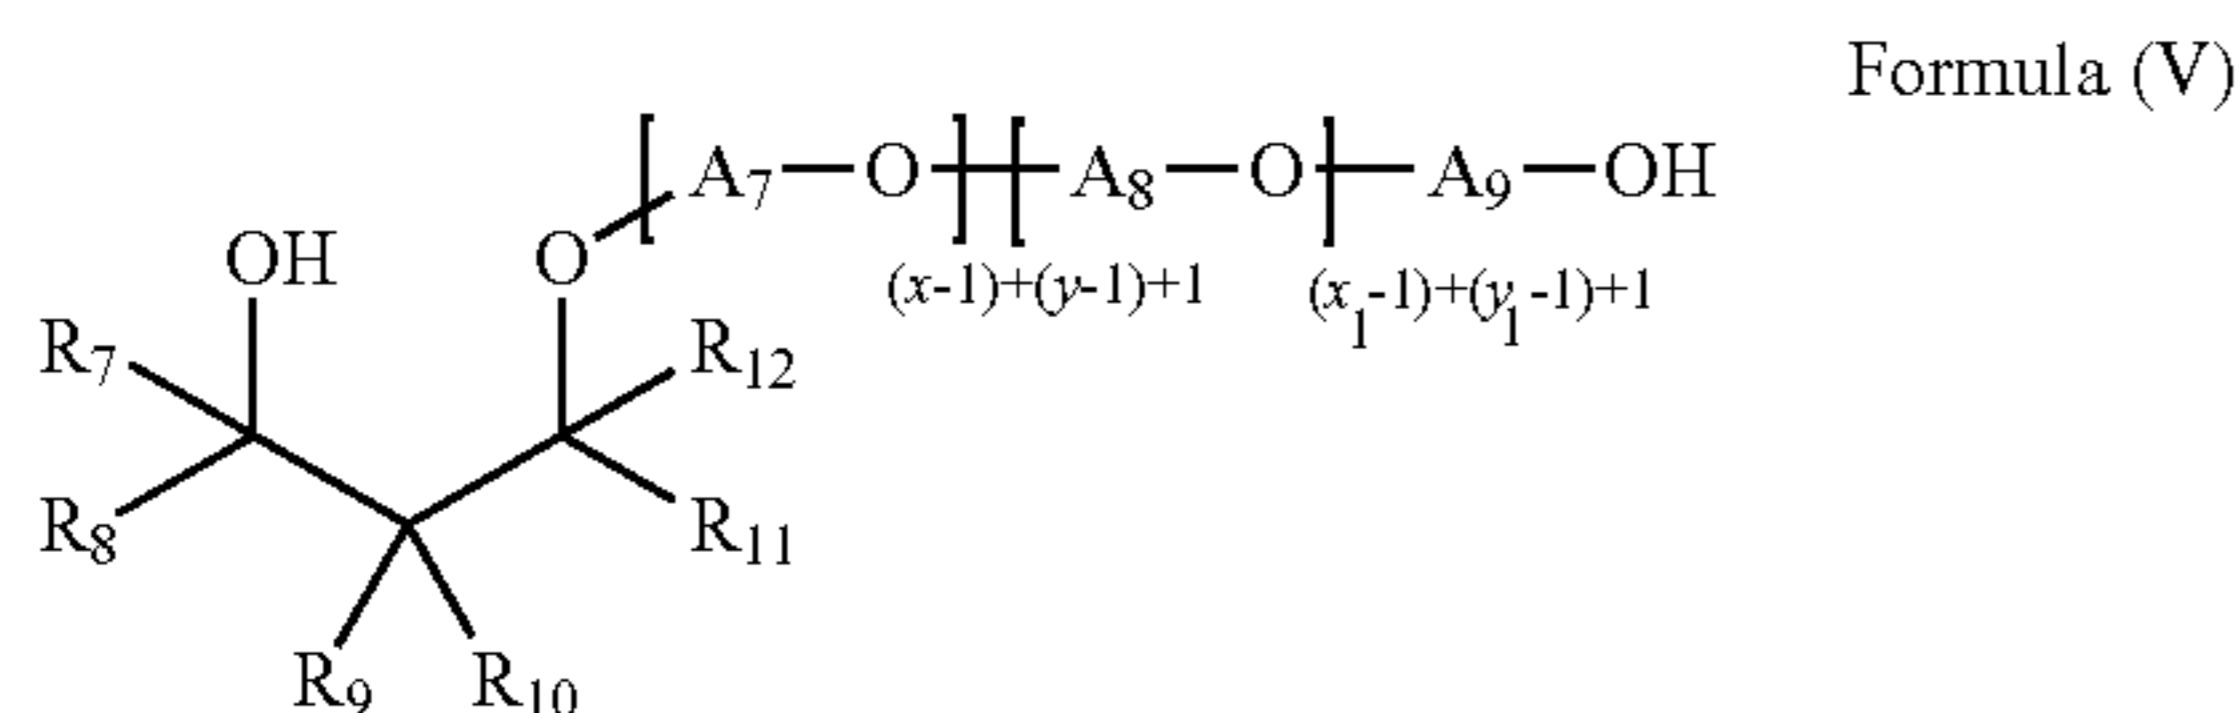 Formula (V)
[A7—O][A8—O]A9—OH
OH O (x-1)+(y-1)+1 (x1-1)+(y1-1)+1
R7 R12
R8 R11
R9 R10